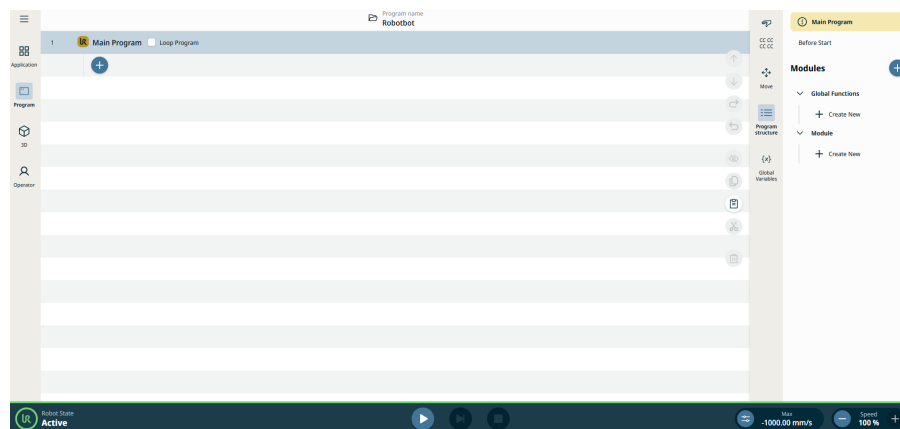 Program name
Robotbot
Application
Program
3D
Operator
1
Main Program
Loop Program
CC CC
CC CC
Move
Program
structure
{x}
Global
Variables
Main Program
Before Start
Modules
Global Functions
Create New
Module
Create New
Robot State
Active
Max
-1000.00 mm/s
Speed
100 %